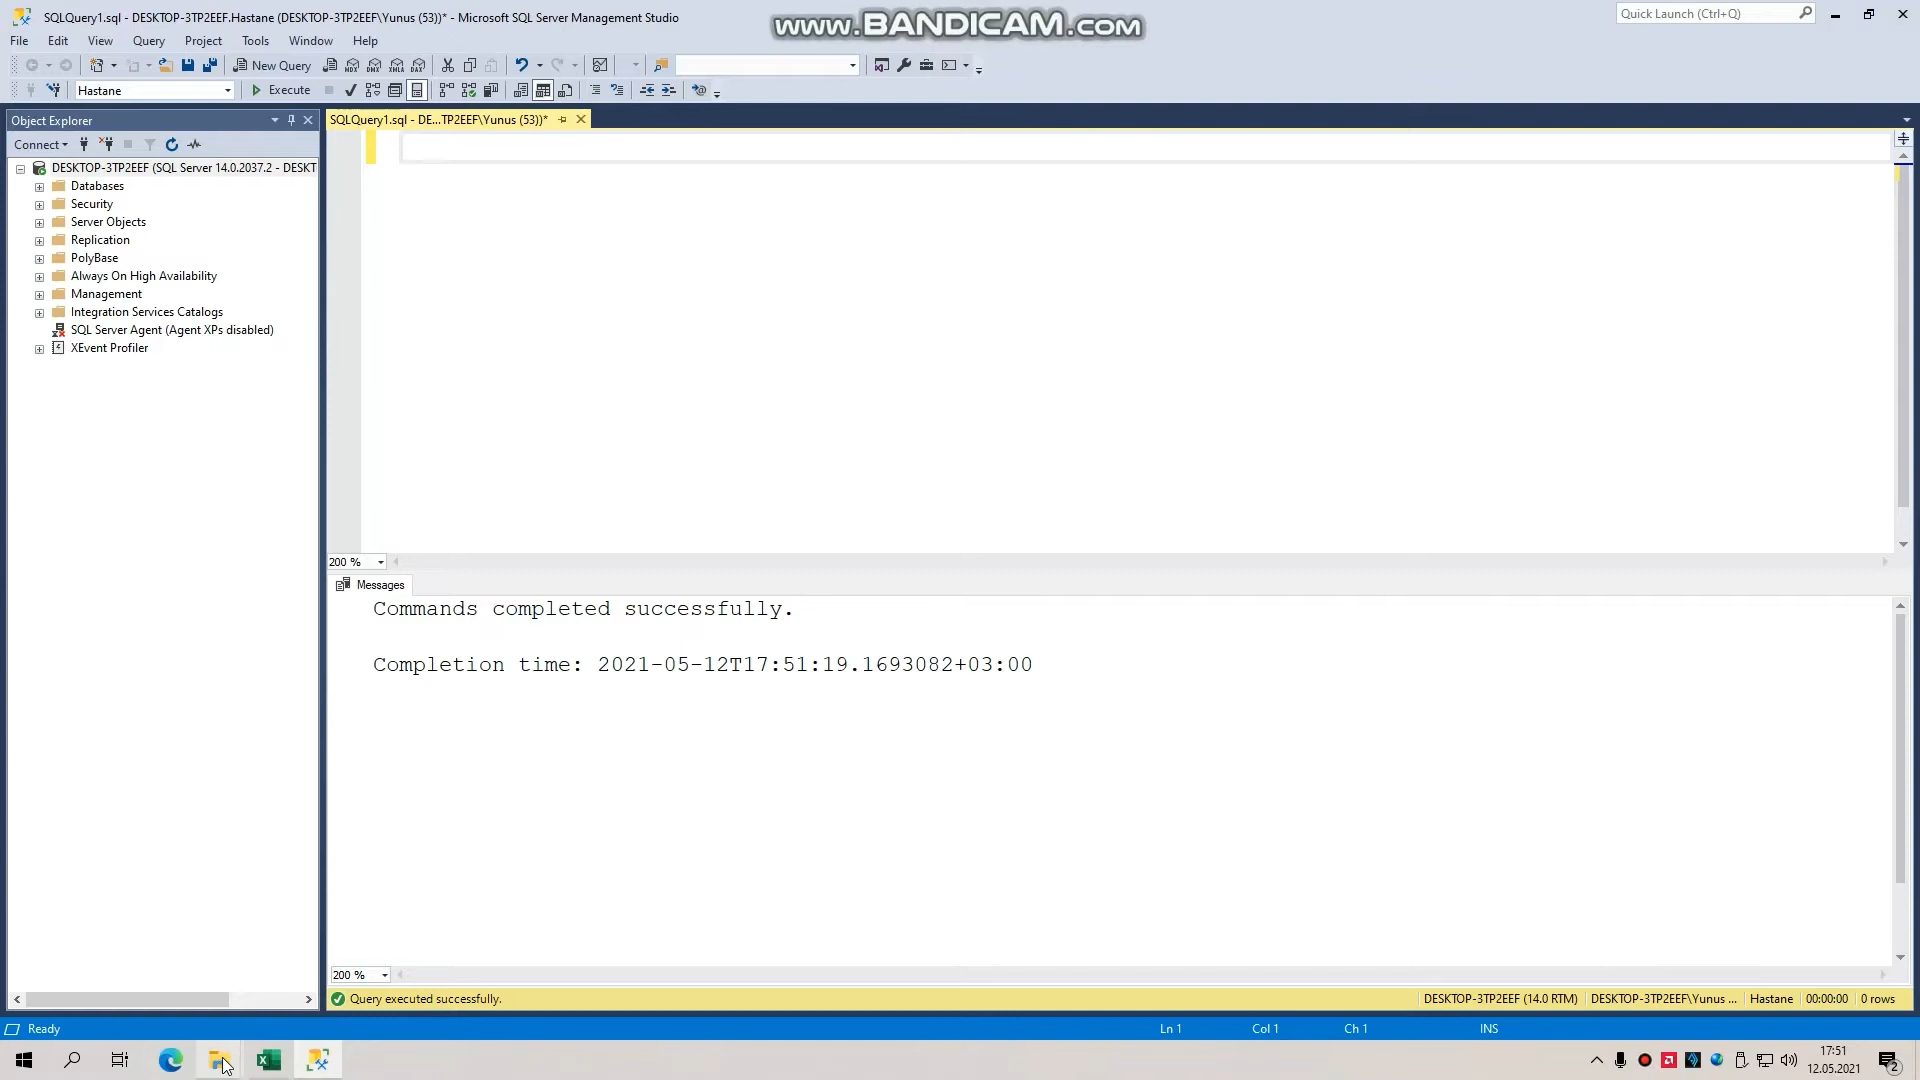 SQLQuery1.sql - DESKTOP-3TP2EEF.Hastane (DESKTOP-3TP2EEF\Yunus (53))* - Microsoft SQL Server Management Studio
www.BANDICAM.com
Quick Launch (Ctrl+Q)
File Edit View Query Project Tools Window Help
New Query
MDX DMX XMLA DAX
Hastane
Execute
Object Explorer
SQLQuery1.sql - DE...TP2EEF\Yunus (53))*
Connect
DESKTOP-3TP2EEF (SQL Server 14.0.2037.2 - DESKT
Databases
Security
Server Objects
Replication
PolyBase
Always On High Availability
Management
Integration Services Catalogs
SQL Server Agent (Agent XPs disabled)
XEvent Profiler
200 %
Messages
Commands completed successfully.
Completion time: 2021-05-12T17:51:19.1693082+03:00
200 %
Query executed successfully.
DESKTOP-3TP2EEF (14.0 RTM) DESKTOP-3TP2EEF\Yunus ... Hastane 00:00:00 0 rows
Ready
Ln 1 Col 1 Ch 1 INS
17:51
12.05.2021
2